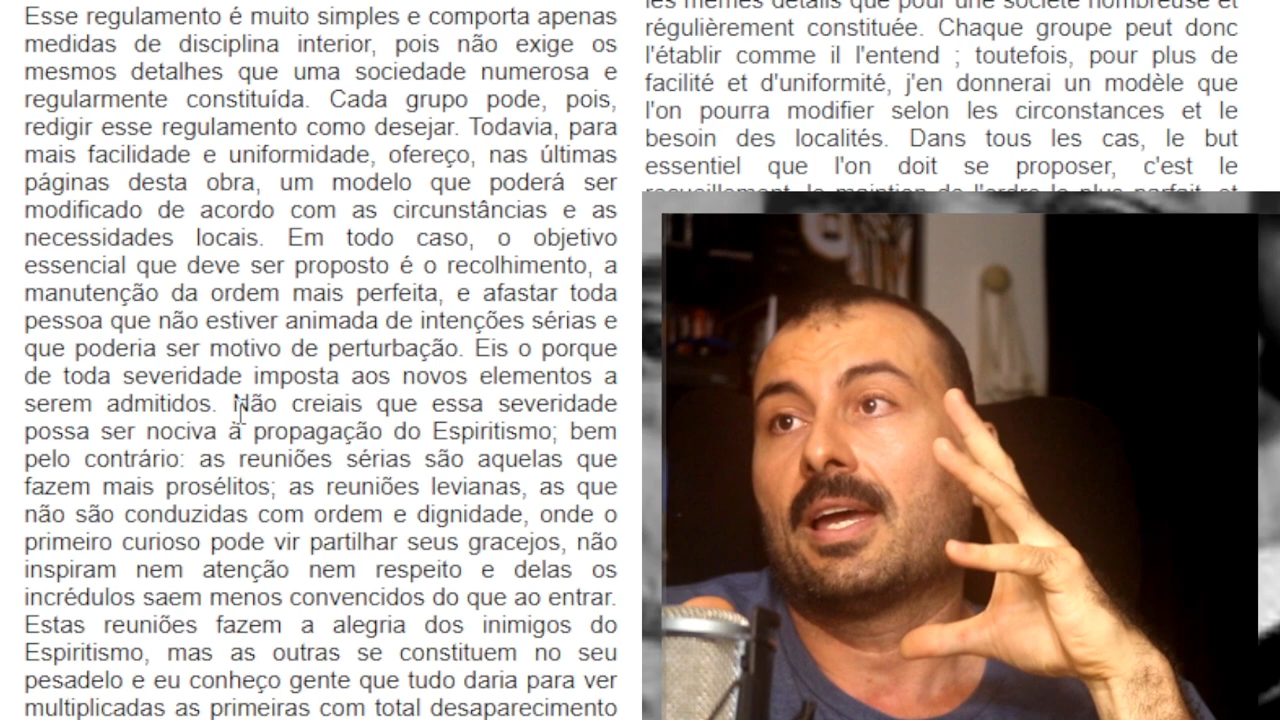 Esse regulamento é muito simples e comporta apenas
medidas de disciplina interior, pois não exige os
mesmos detalhes que uma sociedade numerosa e
regularmente constituída. Cada grupo pode, pois,
redigir esse regulamento como desejar. Todavia, para
mais facilidade e uniformidade, ofereço, nas últimas
páginas desta obra, um modelo que poderá ser
modificado de acordo com as circunstâncias e as
necessidades locais. Em todo caso, o objetivo
essencial que deve ser proposto é o recolhimento, a
manutenção da ordem mais perfeita, e afastar toda
pessoa que não estiver animada de intenções sérias e
que poderia ser motivo de perturbação. Eis o porque
de toda severidade imposta aos novos elementos a
serem admitidos. Não creiais que essa severidade
possa ser nociva à propagação do Espiritismo; bem
pelo contrário: as reuniões sérias são aquelas que
fazem mais prosélitos; as reuniões levianas, as que
não são conduzidas com ordem e dignidade, onde o
primeiro curioso pode vir partilhar seus gracejos, não
inspiram nem atenção nem respeito e delas os
incrédulos saem menos convencidos do que ao entrar.
Estas reuniões fazem a alegria dos inimigos do
Espiritismo, mas as outras se constituem no seu
pesadelo e eu conheço gente que tudo daria para ver
multiplicadas as primeiras com total desaparecimento
les mêmes détails que pour une société nombreuse et
régulièrement constituée. Chaque groupe peut donc
l'établir comme il l'entend ; toutefois, pour plus de
facilité et d'uniformité, j'en donnerai un modèle que
l'on pourra modifier selon les circonstances et le
besoin des localités. Dans tous les cas, le but
essentiel que l'on doit se proposer, c'est le
recueillement, le maintien de l'ordre le plus parfait, et